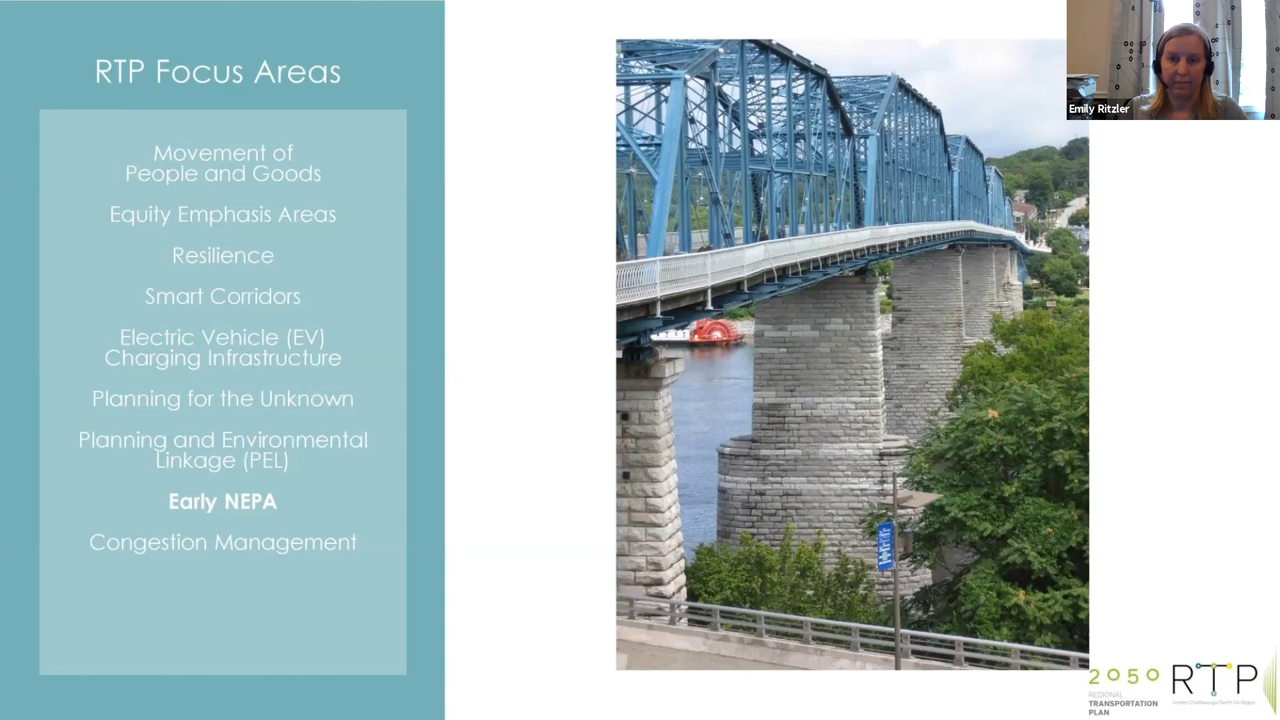 RTP Focus Areas
Movement of
People and Goods
Equity Emphasis Areas
Resilience
Smart Corridors
Electric Vehicle (EV)
Charging Infrastructure
Planning for the Unknown
Planning and Environmental
Linkage (PEL)
Early NEPA
Congestion Management
Emily Ritzler
2050
REGIONAL
TRANSPORTATION
PLAN
RTP